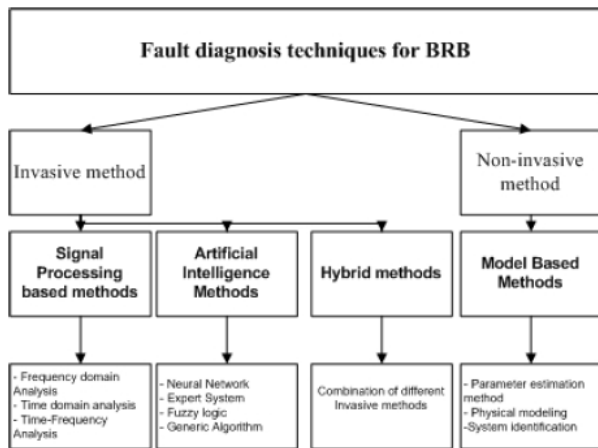 Fault diagnosis techniques for BRB
Invasive method
Non-invasive
method
Signal
Processing
based methods
Artificial
Intelligence
Methods
Hybrid methods
Model Based
Methods
- Frequency domain
Analysis
- Time domain analysis
- Time-Frequency
Analysis
- Neural Network
- Expert System
- Fuzzy logic
- Generic Algorithm
Combination of different
Invasive methods
- Parameter estimation
method
- Physical modeling
-System identification